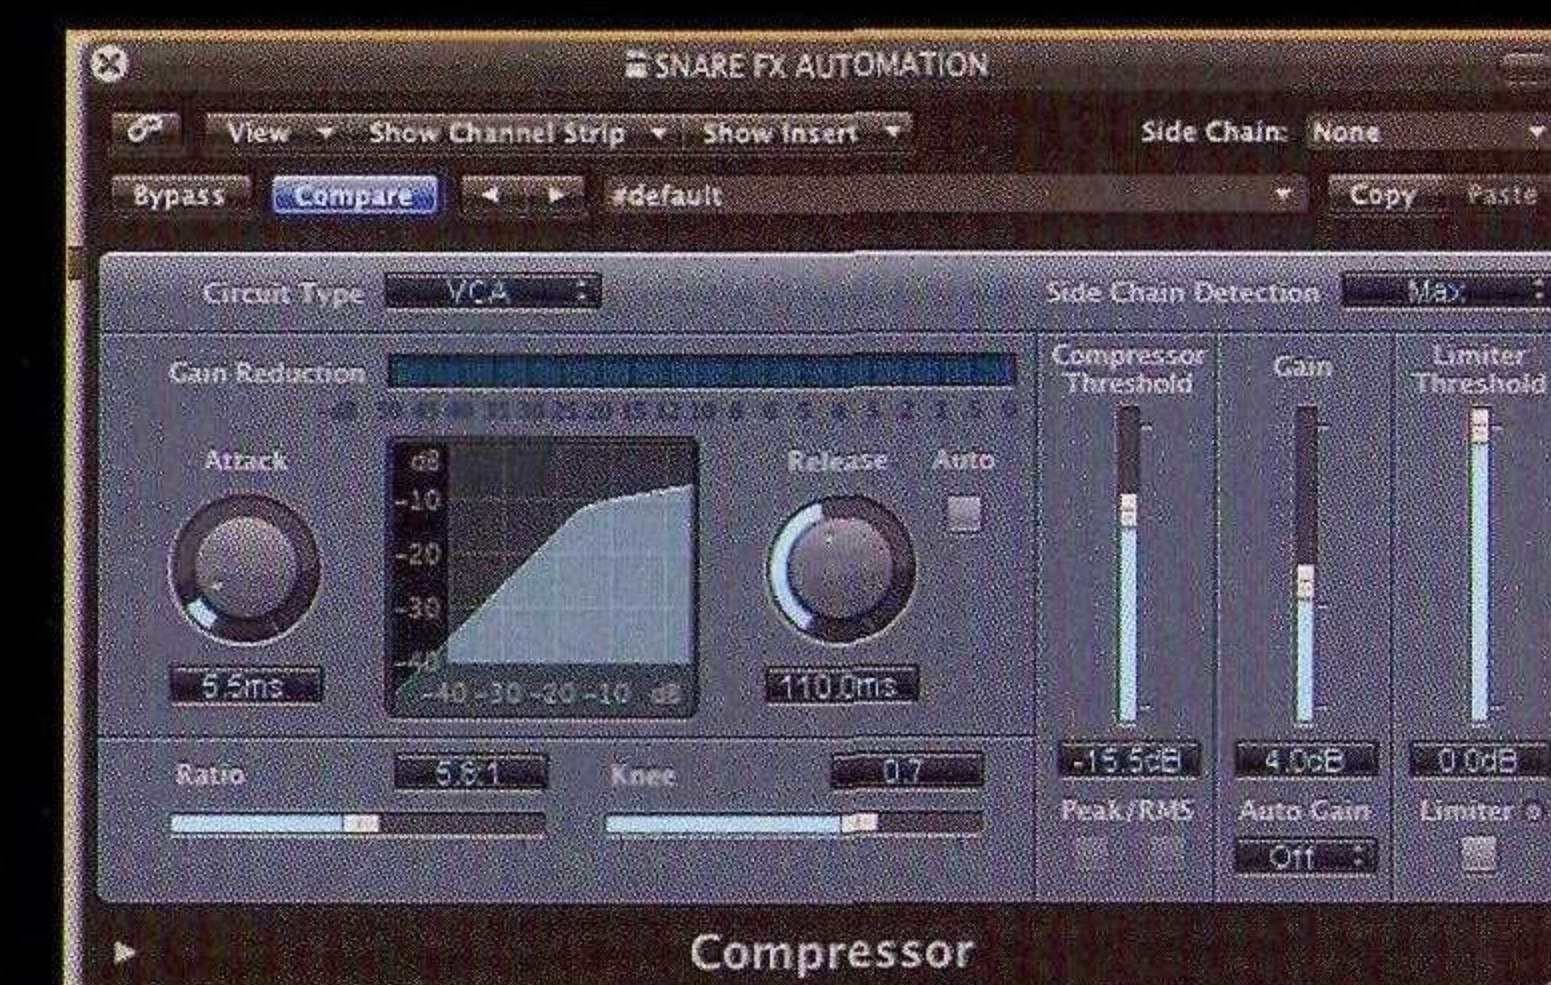 SNARE FX AUTOMATION
View Show Channel Strip Show Insert Side Chain: None
Bypass Compare #default Copy Paste
Circuit Type VCA Side Chain Detection Max
Gain Reduction
Compressor Threshold
Gain
Limiter Threshold
Attack
Release Auto
dB
-10
-20
-30
-40
-40 -30 -20 -10 dB
5.5ms
110.0ms
Ratio 5.8:1 Knee 0.7
-15.5dB 4.0dB 0.0dB
Peak/RMS Auto Gain Limiter
Off
Compressor